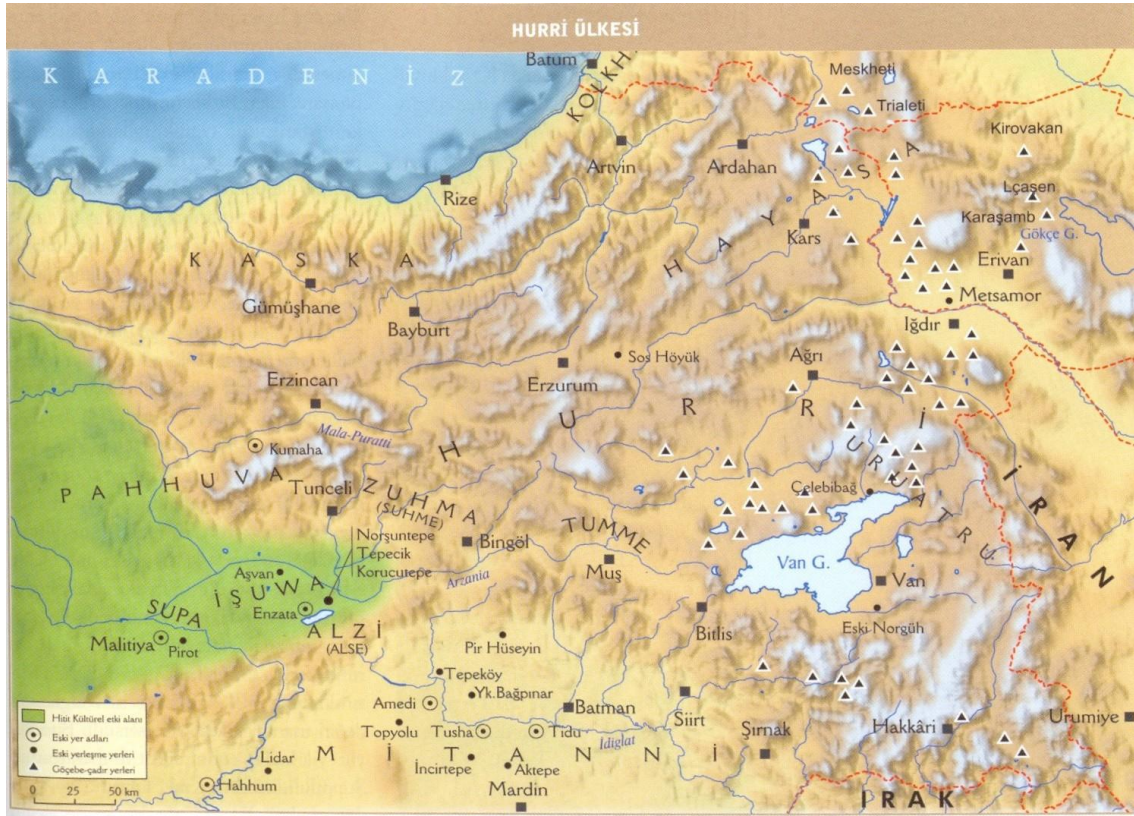 HURRİ ÜLKESİ
KARADENİZ
Batum
KOLKH
Meskheti
Trialeti
Kirovakan
Artvin
Ardahan
Rize
HAYASA
Lçasen
Karaşamb
Gökçe G.
Kars
Erivan
KASKA
Gümüşhane
Metsamor
Bayburt
Iğdır
Sos Höyük
Ağrı
Erzurum
Erzincan
HURRİ
Mala-Puratti
Kumaha
URUATRU
İRAN
PAHHUVA
Tunceli
ZUHMA
(SUHME)
Çelebibağ
TUMME
Norşuntepe
Tepecik
Korucutepe
Bingöl
Muş
Van G.
Aşvan
İŞUWA
Arzania
Van
Enzata
SUPA
Eski Norgüh
ALZİ
(ALSE)
Bitlis
Malitiya
Pirot
Pir Hüseyin
Tepeköy
Yk. Bağpınar
Amedi
Batman
Siirt
Hakkâri
Urumiye
Topyolu
Tusha
Tidu
İdiglat
Şırnak
MİTANNİ
Lidar
İncirtepe
Aktepe
Hahhum
Mardin
IRAK
Hitit Kültürel etki alanı
Eski yer adları
Eski yerleşme yerleri
Göçebe-çadır yerleri
0 25 50 km